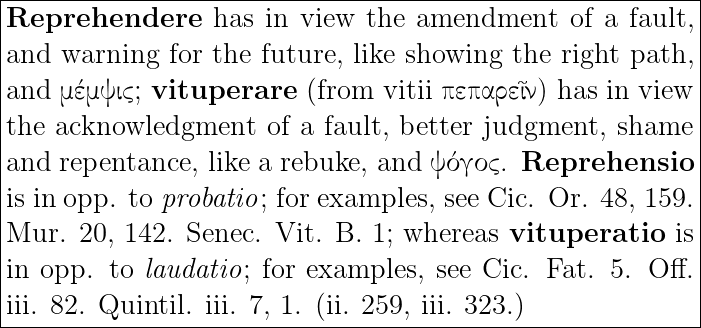 Reprehendere has in view the amendment of a fault,
and warning for the future, like showing the right path,
and μέμψις; vituperare (from vitii πεπαρεῖν) has in view
the acknowledgment of a fault, better judgment, shame
and repentance, like a rebuke, and ψόγος. Reprehensio
is in opp. to probatio; for examples, see Cic. Or. 48, 159.
Mur. 20, 142. Senec. Vit. B. 1; whereas vituperatio is
in opp. to laudatio; for examples, see Cic. Fat. 5. Off.
iii. 82. Quintil. iii. 7, 1. (ii. 259, iii. 323.)